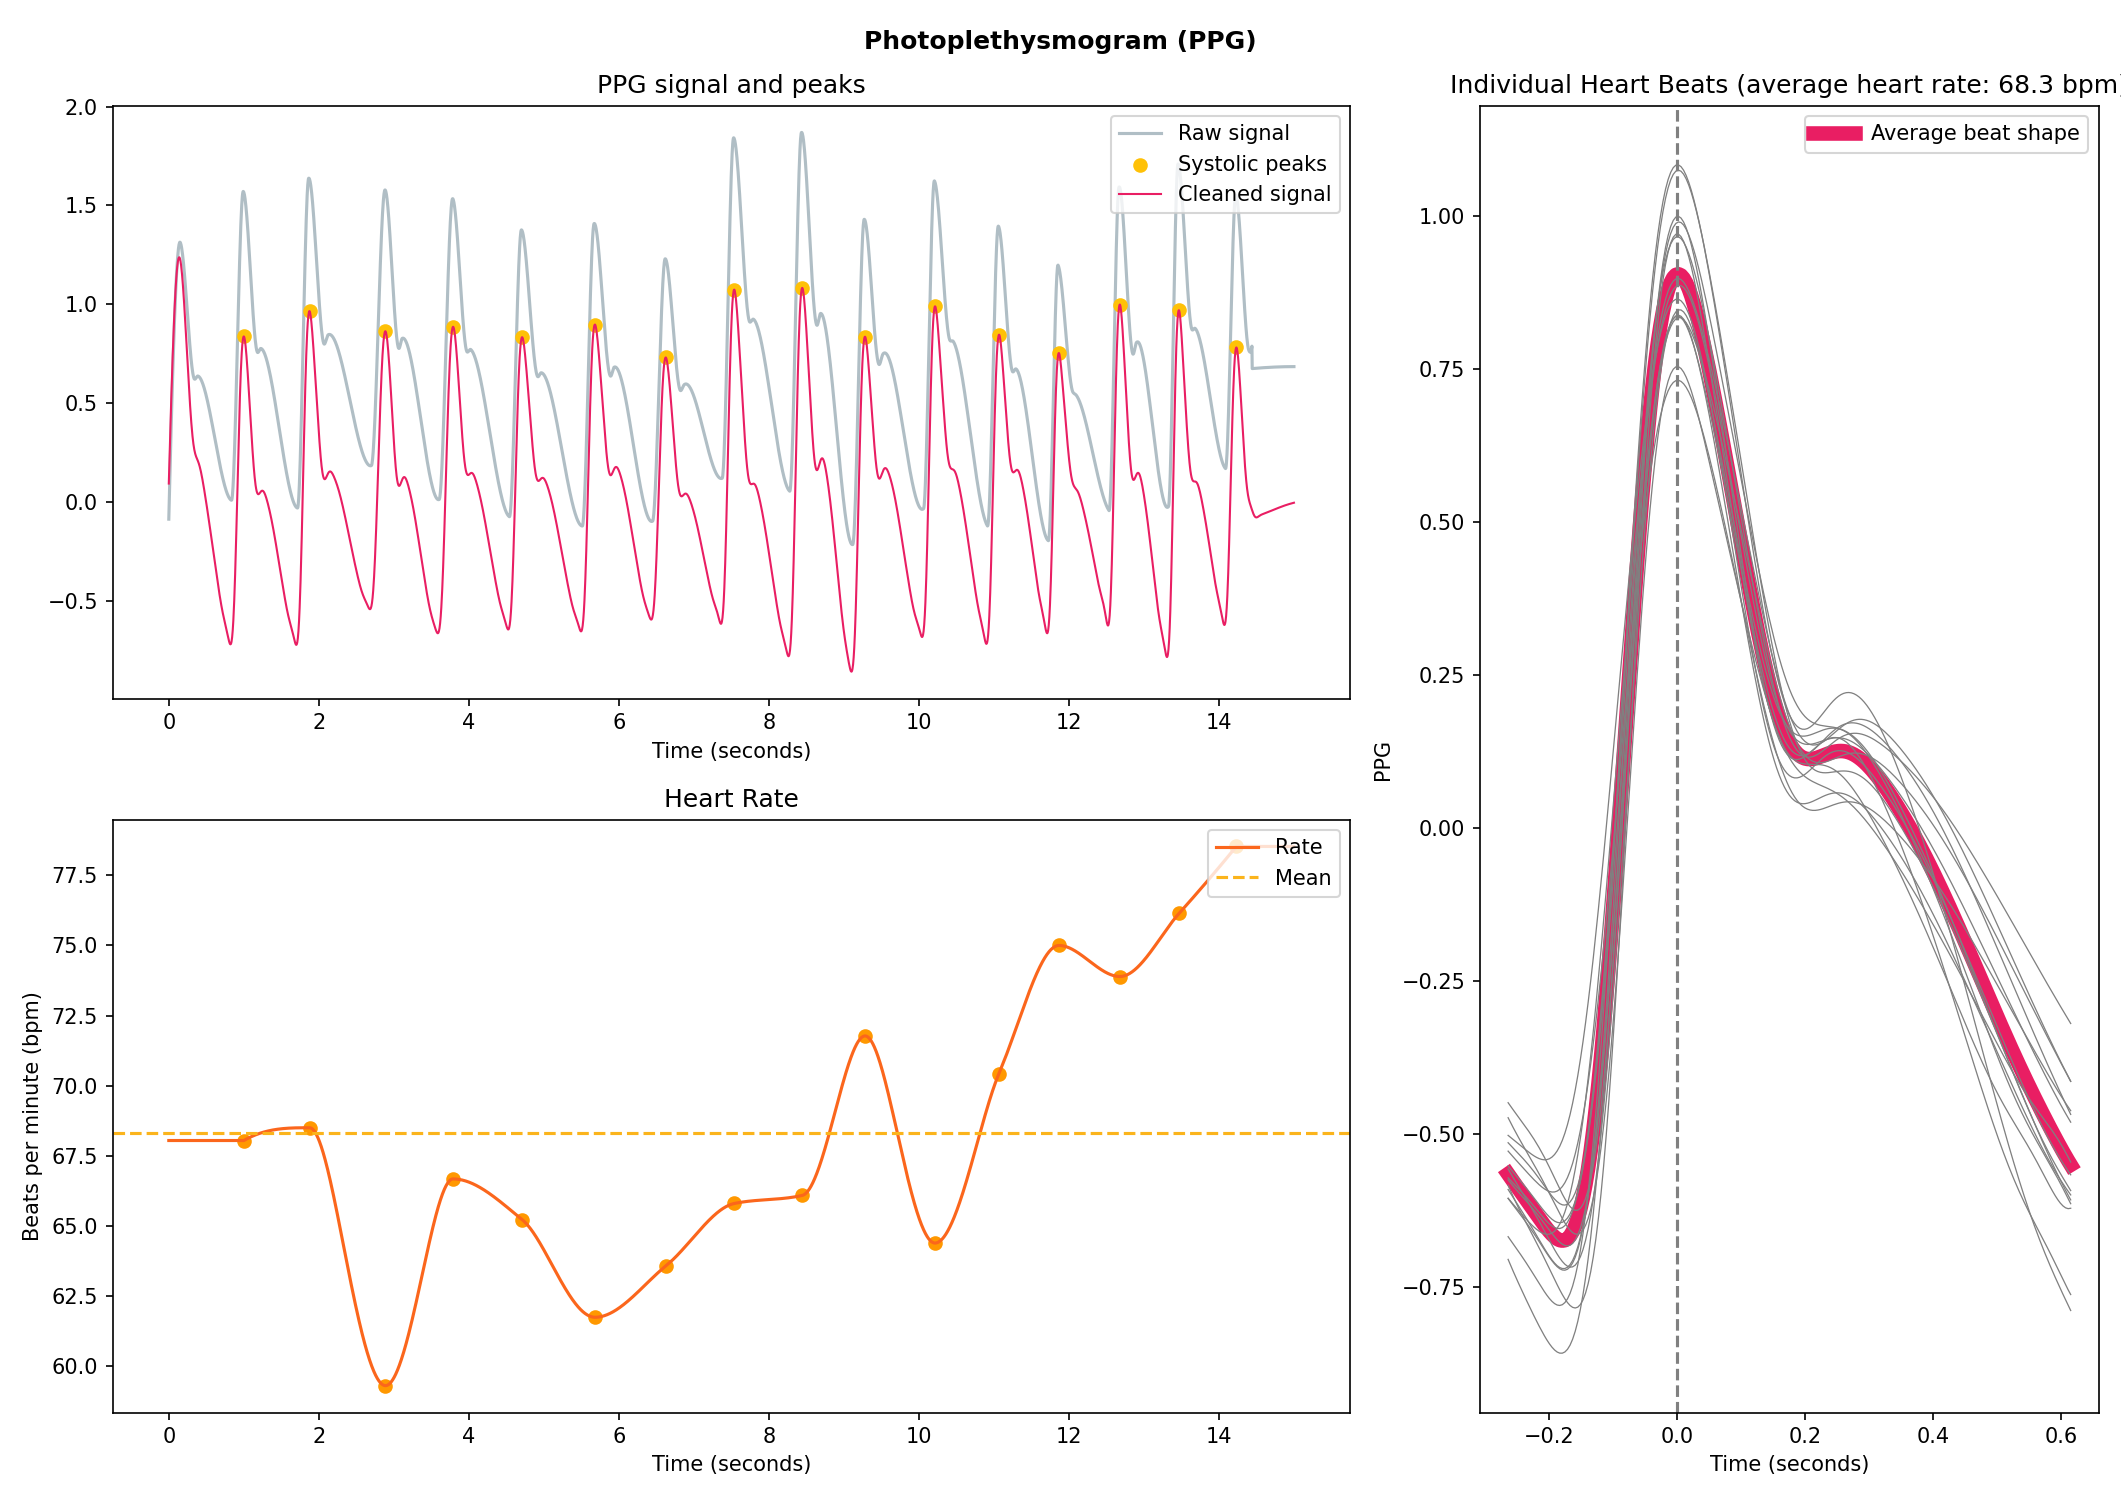 Photoplethysmogram (PPG)
PPG signal and peaks
2.0
1.5
1.0
0.5
0.0
−0.5
Raw signal
Systolic peaks
Cleaned signal
0 2 4 6 8 10 12 14
Time (seconds)
Heart Rate
Beats per minute (bpm)
77.5
75.0
72.5
70.0
67.5
65.0
62.5
60.0
Rate
Mean
0 2 4 6 8 10 12 14
Time (seconds)
Individual Heart Beats (average heart rate: 68.3 bpm)
PPG
1.00
0.75
0.50
0.25
0.00
−0.25
−0.50
−0.75
Average beat shape
−0.2 0.0 0.2 0.4 0.6
Time (seconds)